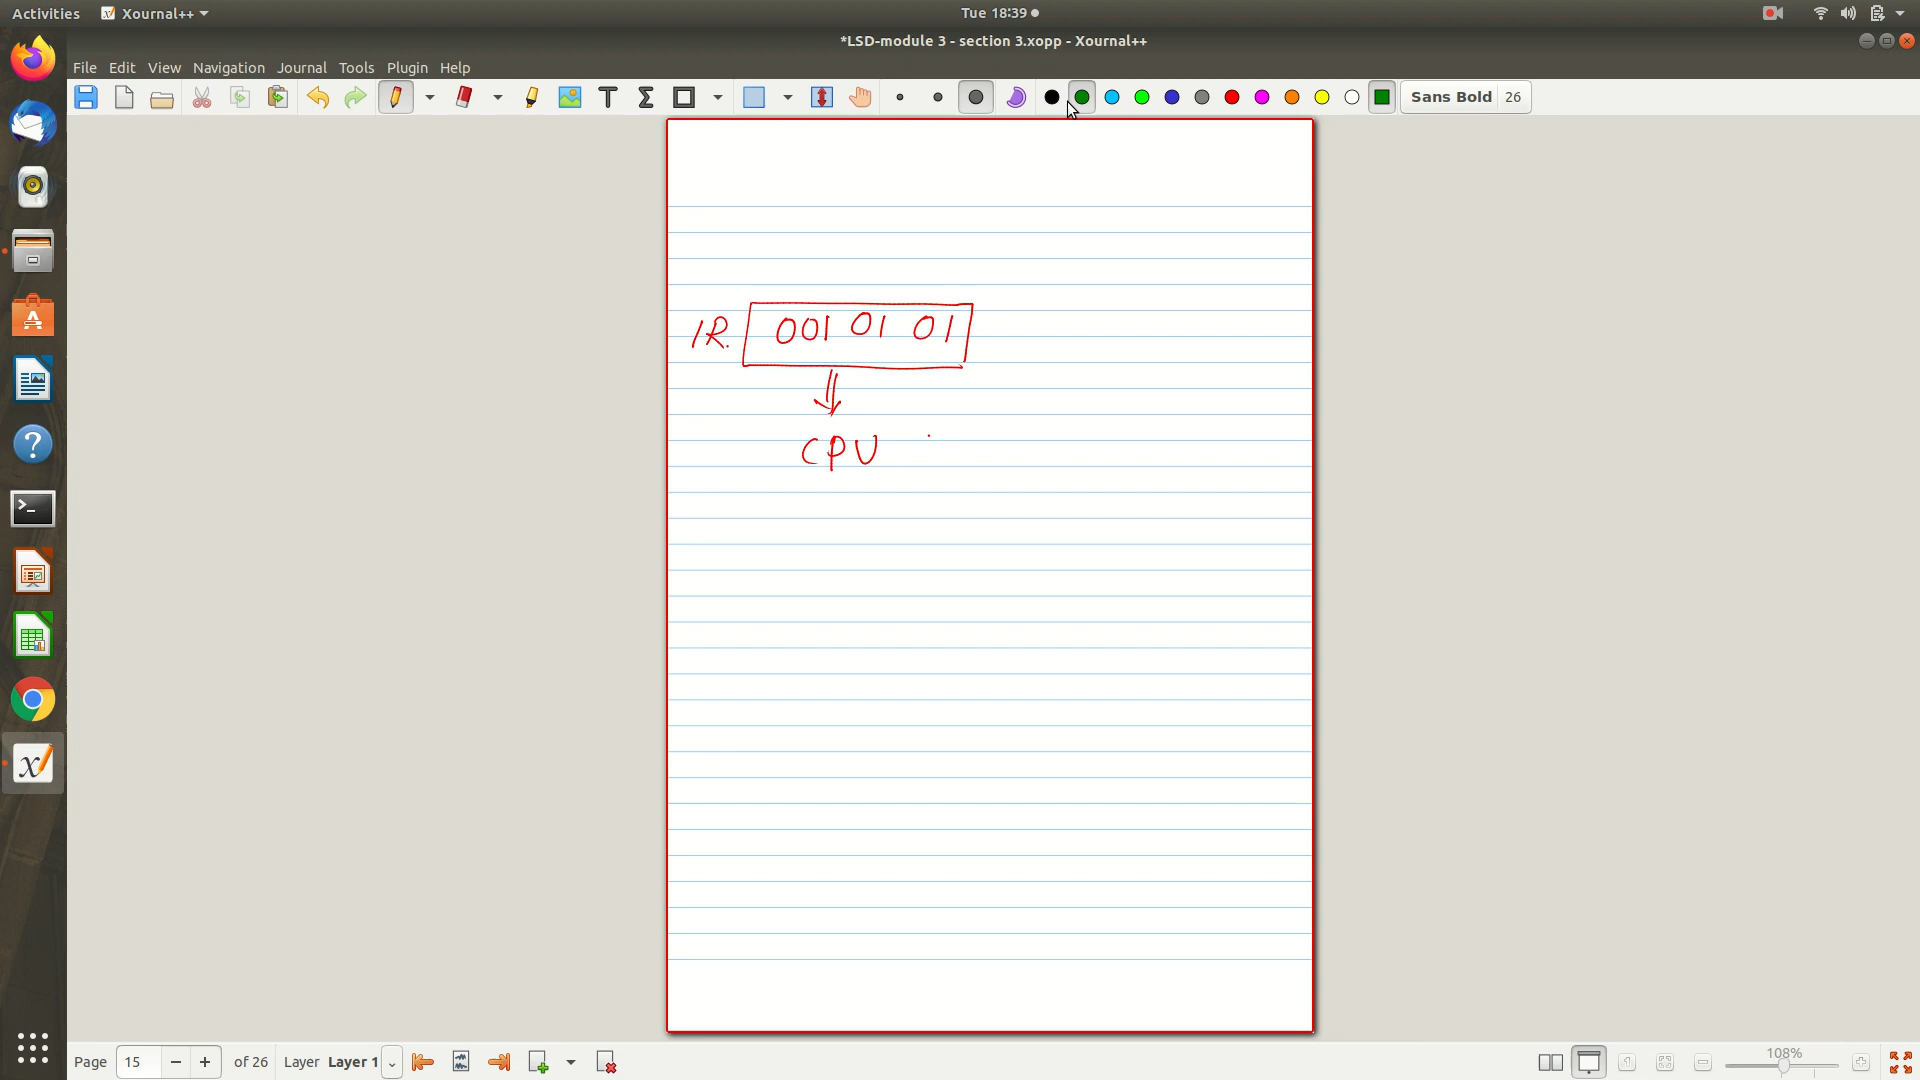 Activities Xournal++ Tue 18:39
*LSD-module 3 - section 3.xopp - Xournal++
File Edit View Navigation Journal Tools Plugin Help
Sans Bold 26
IR. 001 01 01
CPU
Page 15 of 26 Layer Layer 1 108%